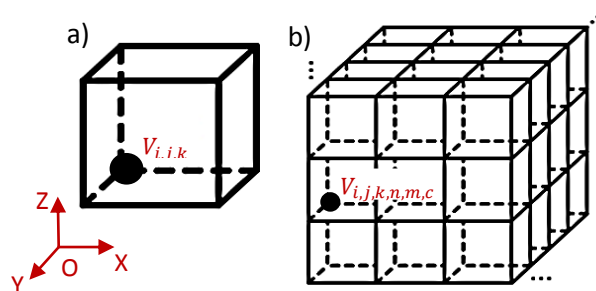 a)
b)
V_{i,j,k}
V_{i,j,k,n,m,c}
Z
O
X
Y